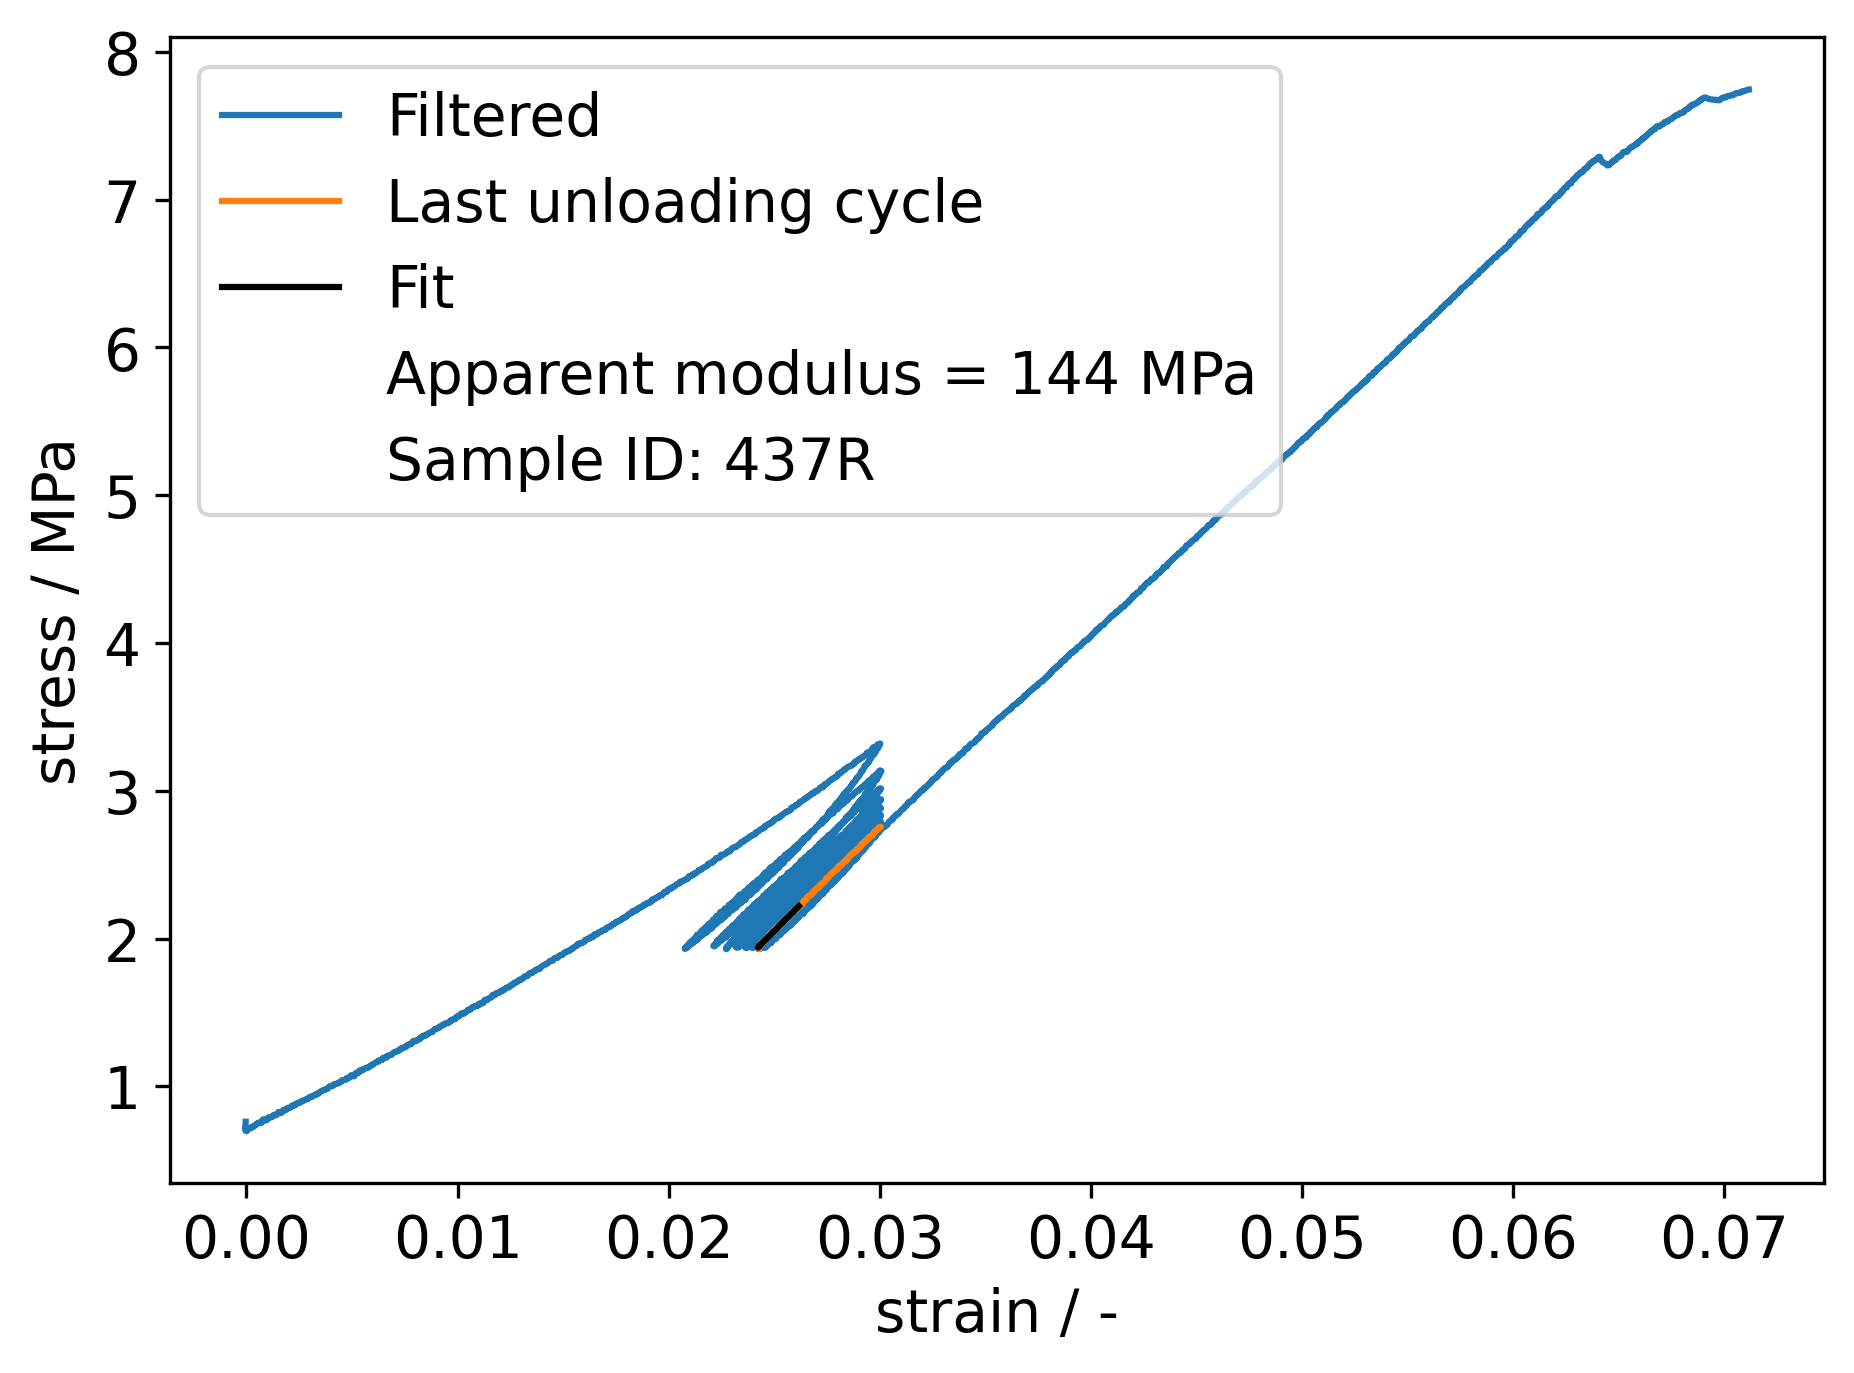 8
7
6
5
4
3
2
1
stress / MPa
Filtered
Last unloading cycle
Fit
Apparent modulus = 144 MPa
Sample ID: 437R
0.00 0.01 0.02 0.03 0.04 0.05 0.06 0.07
strain / -